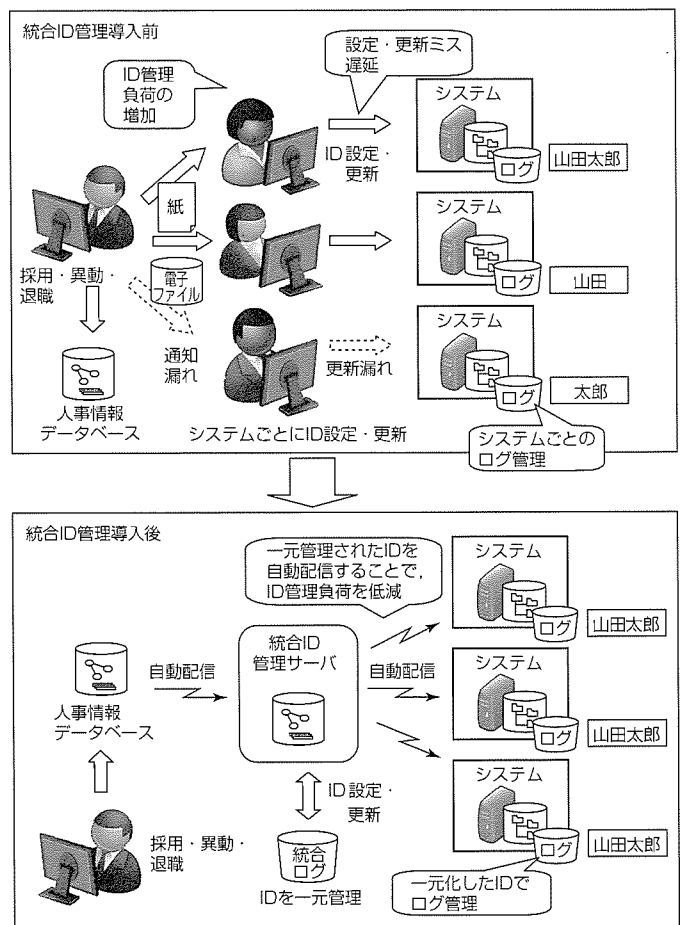 統合ID管理導入前
ID管理
負荷の
増加
設定・更新ミス
遅延
システム
ID設定・
更新
ログ
山田太郎
紙
システム
ログ
山田
採用・異動・
退職
電子
ファイル
通知
漏れ
更新漏れ
システム
ログ
太郎
人事情報
データベース
システムごとにID設定・更新
システムごとの
ログ管理
統合ID管理導入後
一元管理されたIDを
自動配信することで,
ID管理負荷を低減
システム
ログ
山田太郎
統合ID
管理サーバ
自動配信
自動配信
システム
ログ
山田太郎
人事情報
データベース
ID設定・
更新
システム
ログ
山田太郎
採用・異動・
退職
統合
ログ
IDを一元管理
一元化したIDで
ログ管理